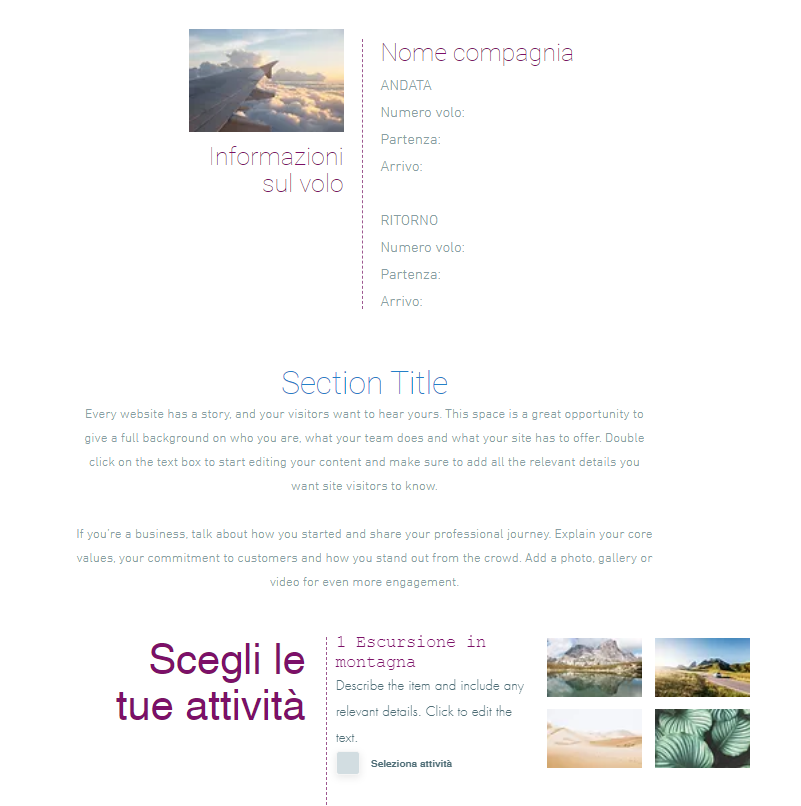 Informazioni
sul volo
Nome compagnia
ANDATA
Numero volo:
Partenza:
Arrivo:
RITORNO
Numero volo:
Partenza:
Arrivo:
Section Title
Every website has a story, and your visitors want to hear yours. This space is a great opportunity to
give a full background on who you are, what your team does and what your site has to offer. Double
click on the text box to start editing your content and make sure to add all the relevant details you
want site visitors to know.
If you're a business, talk about how you started and share your professional journey. Explain your core
values, your commitment to customers and how you stand out from the crowd. Add a photo, gallery or
video for even more engagement.
Scegli le
tue attività
1 Escursione in
montagna
Describe the item and include any
relevant details. Click to edit the
text.
Seleziona attività